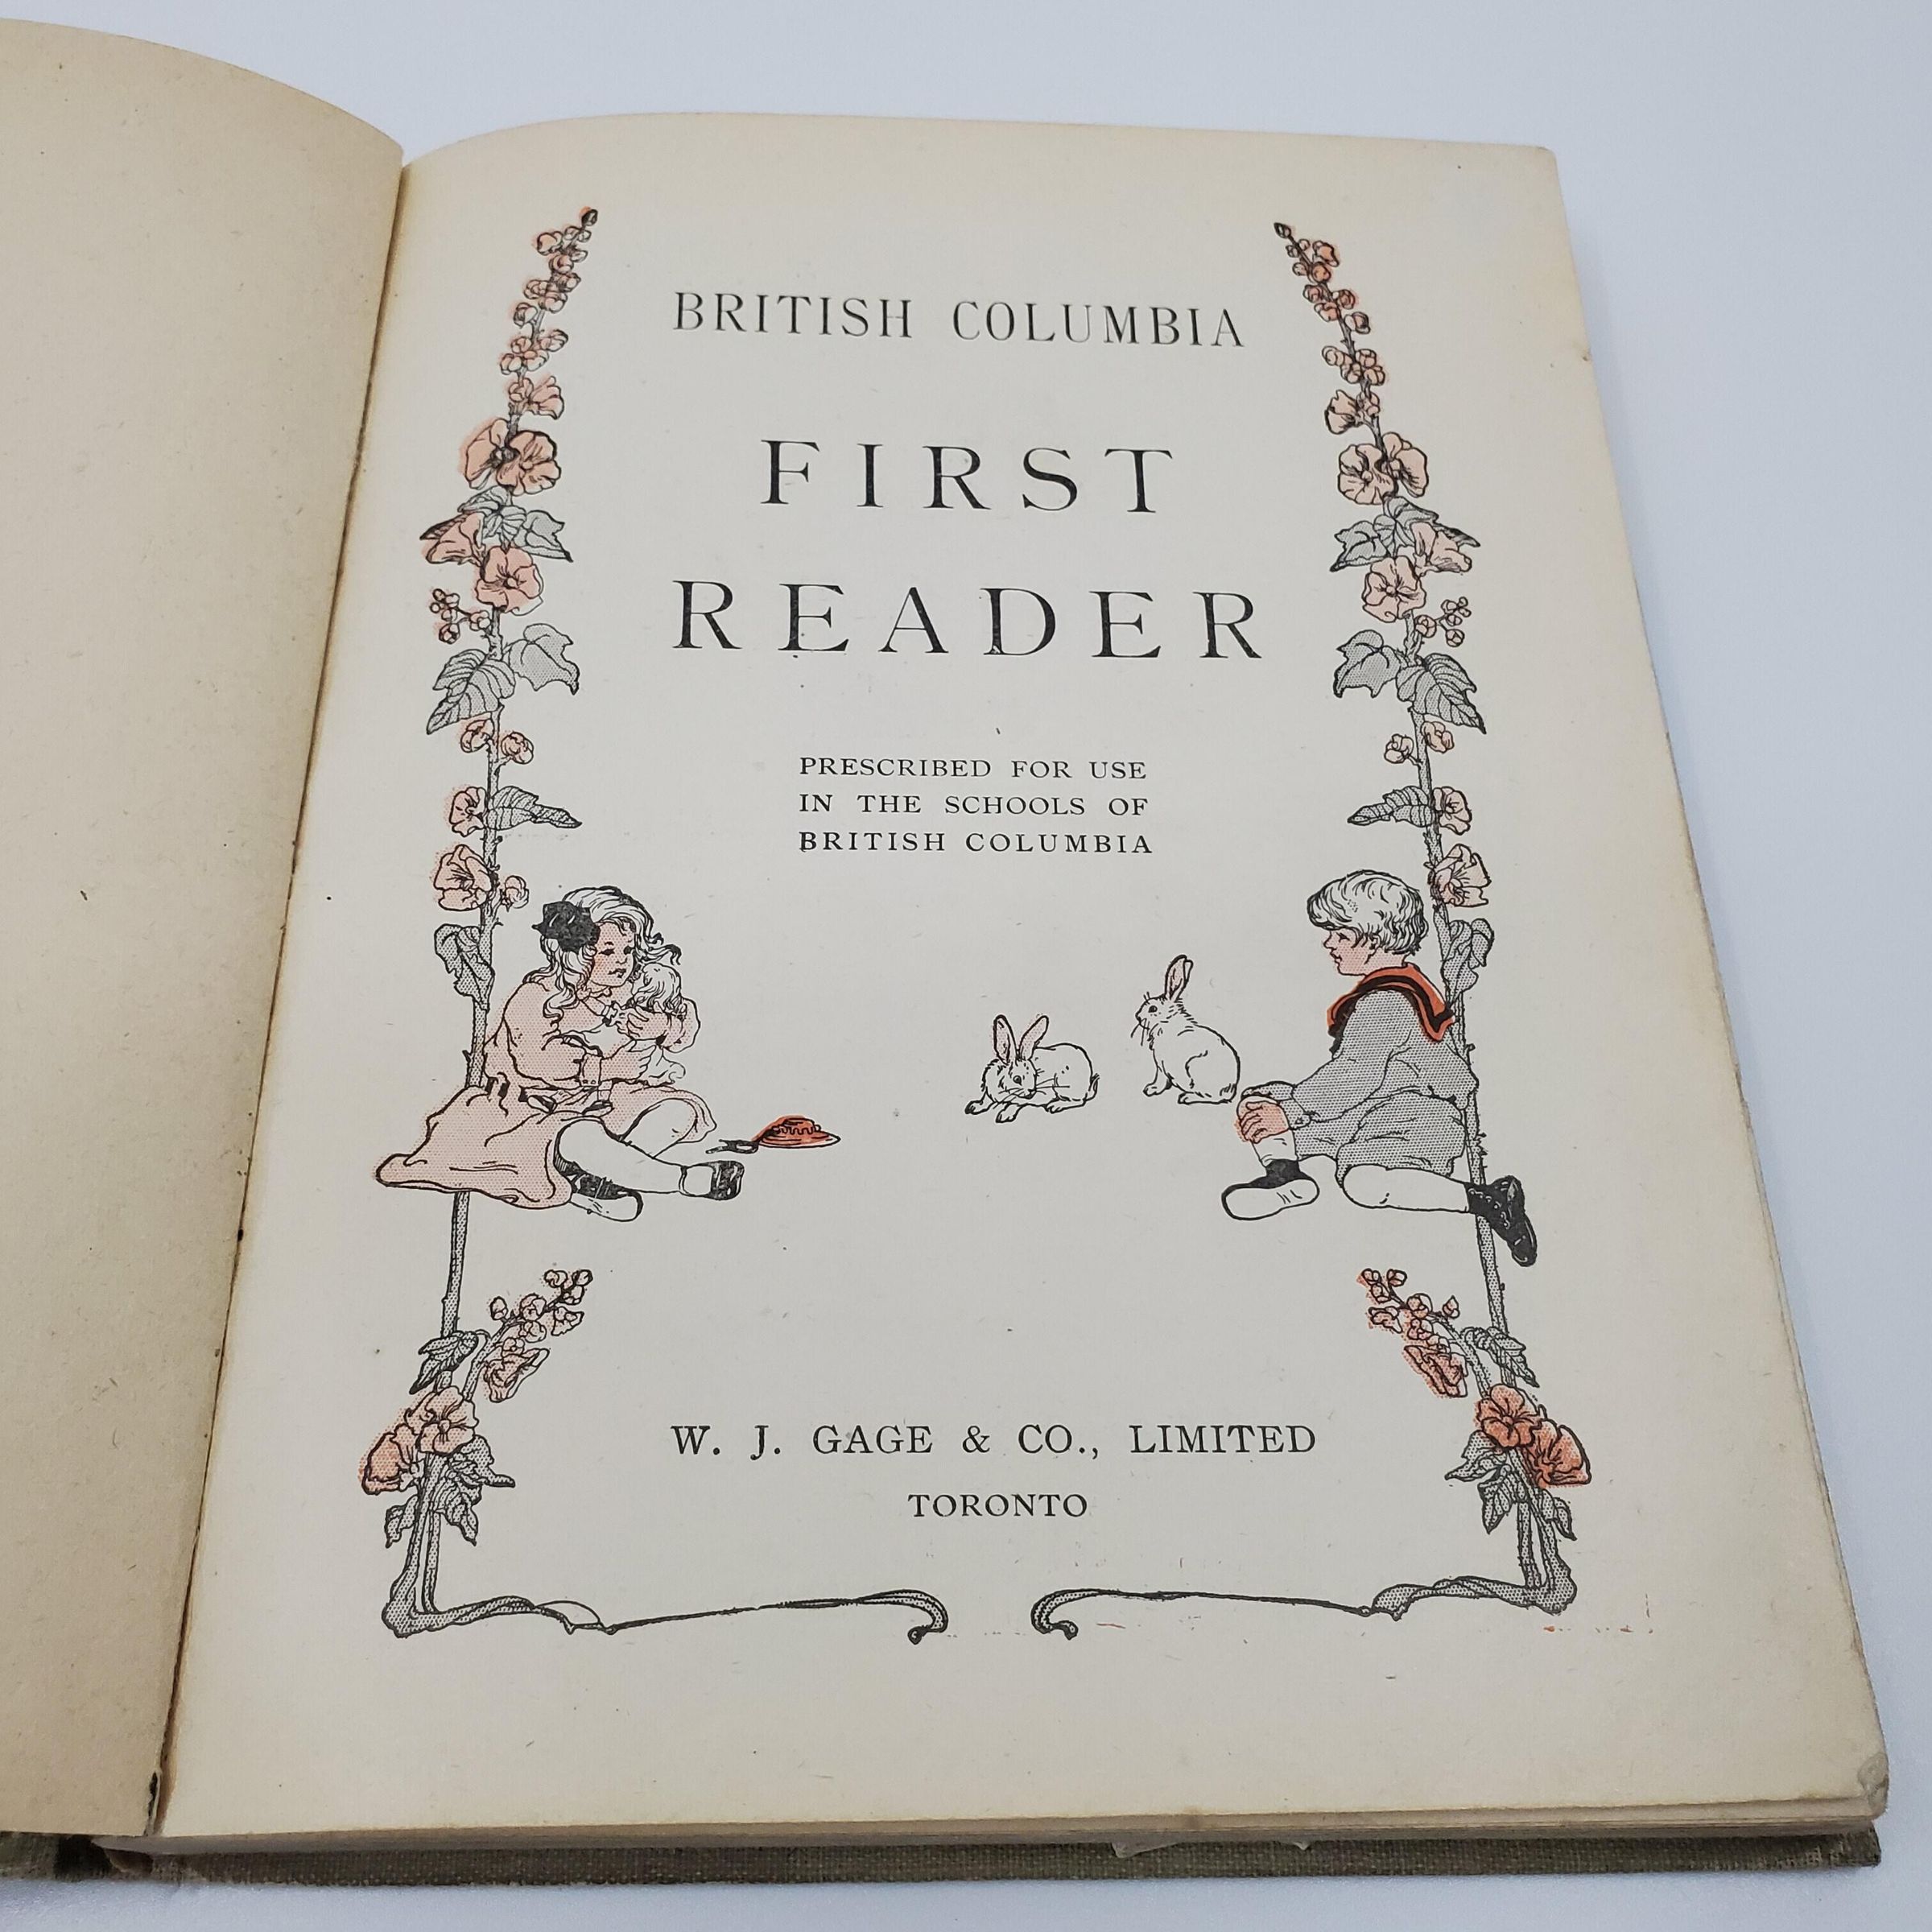 BRITISH COLUMBIA
FIRST
READER
PRESCRIBED FOR USE
IN THE SCHOOLS OF
BRITISH COLUMBIA
W. J. GAGE & CO., LIMITED
TORONTO